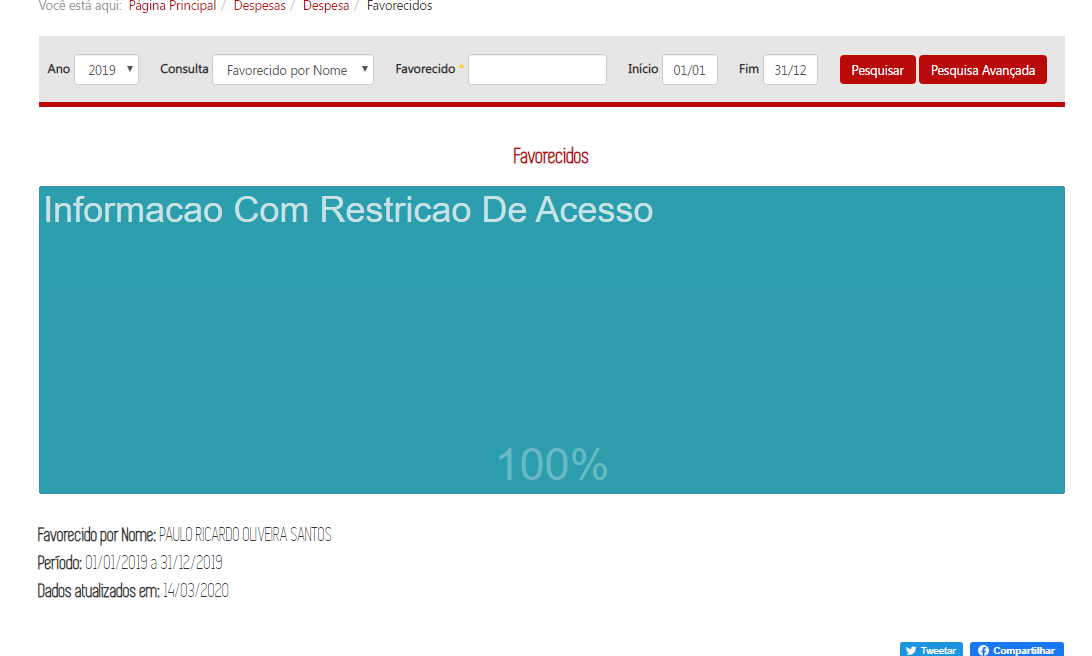 Você está aqui: Página Principal / Despesas / Despesa / Favorecidos
Ano 2019 Consulta Favorecido por Nome Favorecido * Início 01/01 Fim 31/12 Pesquisar Pesquisa Avançada
Favorecidos
Informacao Com Restricao De Acesso
100%
Favorecido por Nome: PAULO RICARDO OLIVEIRA SANTOS
Período: 01/01/2019 a 31/12/2019
Dados atualizados em: 14/03/2020
Tweetar Compartilhar